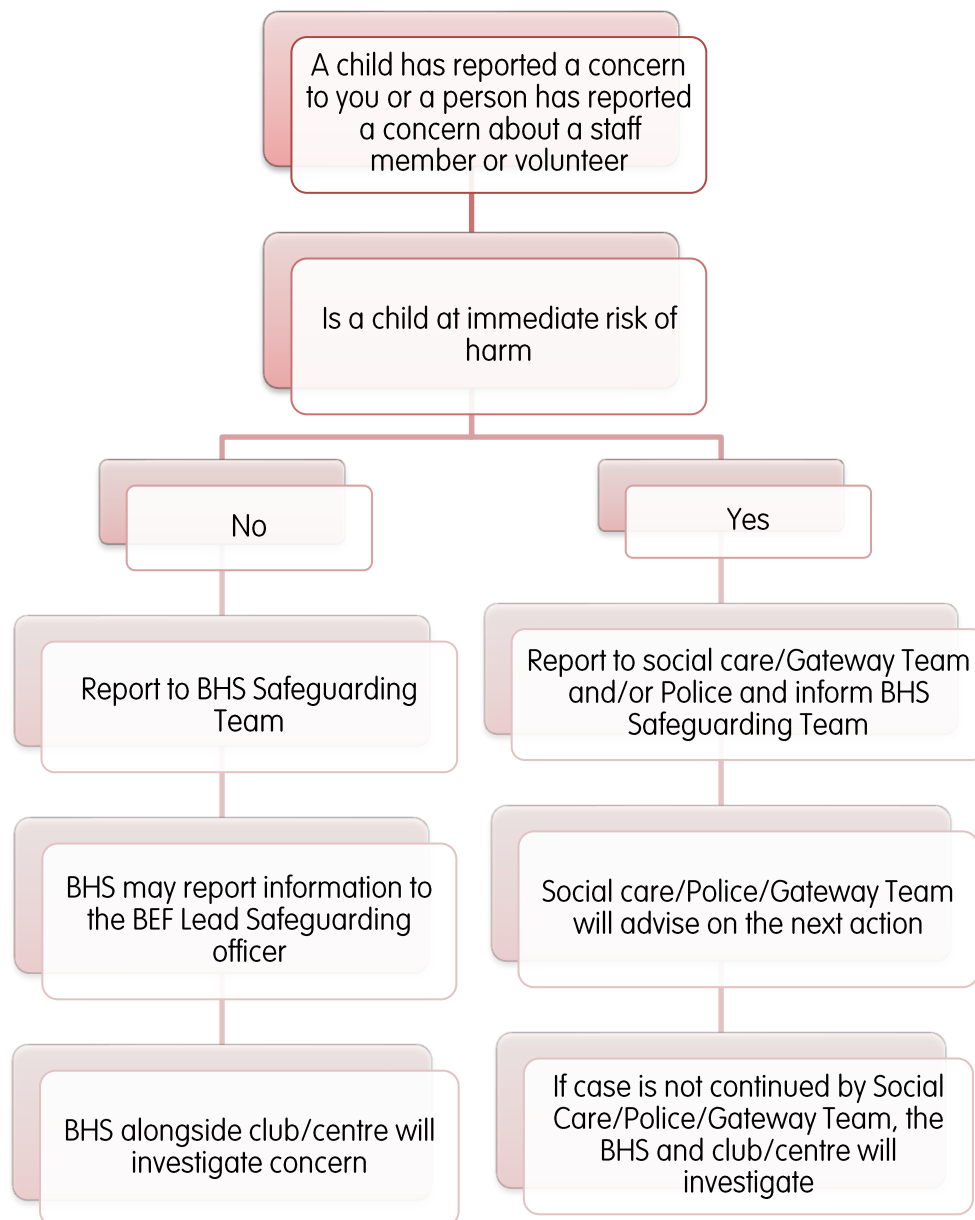 A child has reported a concern
to you or a person has reported
a concern about a staff
member or volunteer
Is a child at immediate risk of
harm
No
Yes
Report to BHS Safeguarding
Team
Report to social care/Gateway Team
and/or Police and inform BHS
Safeguarding Team
BHS may report information to
the BEF Lead Safeguarding
officer
Social care/Police/Gateway Team
will advise on the next action
BHS alongside club/centre will
investigate concern
If case is not continued by Social
Care/Police/Gateway Team, the
BHS and club/centre will
investigate